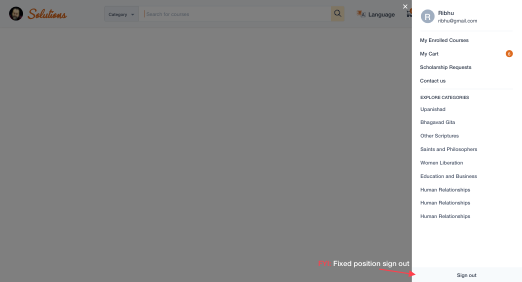 Solutions
Category
Search for courses
Language
R
Ribhu
ribhu@gmail.com
My Enrolled Courses
My Cart
Scholarship Requests
Contact us
EXPLORE CATEGORIES
Upanishad
Bhagavad Gita
Other Scriptures
Saints and Philosophers
Women Liberation
Education and Business
Human Relationships
Human Relationships
Human Relationships
Fixed position sign out
Sign out